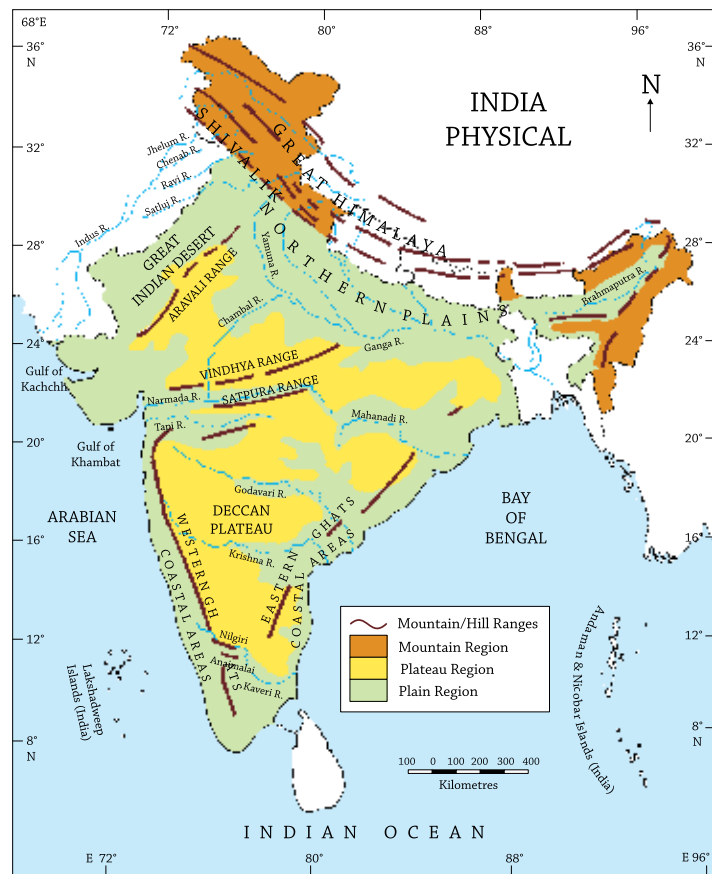 68°E
72°
80°
88°
96°
36°
N
36°
N
N
INDIA
PHYSICAL
32°
32°
28°
28°
24°
24°
20°
20°
16°
16°
12°
12°
8°
N
8°
N
Jhelum R.
Chenab R.
Ravi R.
Satluj R.
Indus R.
SHIVALIK
GREAT HIMALAYA
NORTHERN PLAINS
GREAT
INDIAN DESERT
ARAVALI RANGE
Yamuna R.
Chambal R.
Ganga R.
Brahmaputra R.
VINDHYA RANGE
SATPURA RANGE
Gulf of
Kachchh
Narmada R.
Tapi R.
Mahanadi R.
Gulf of
Khambat
Godavari R.
DECCAN
PLATEAU
ARABIAN
SEA
BAY
OF
BENGAL
WESTERN GHATS
COASTAL AREAS
Krishna R.
EASTERN GHATS
COASTAL AREAS
Nilgiri
Anaimalai
Kaveri R.
Lakshadweep
Islands (India)
Andaman & Nicobar Islands (India)
Mountain/Hill Ranges
Mountain Region
Plateau Region
Plain Region
100 0 100 200 300 400
Kilometres
INDIAN OCEAN
E 72°
80°
88°
E 96°